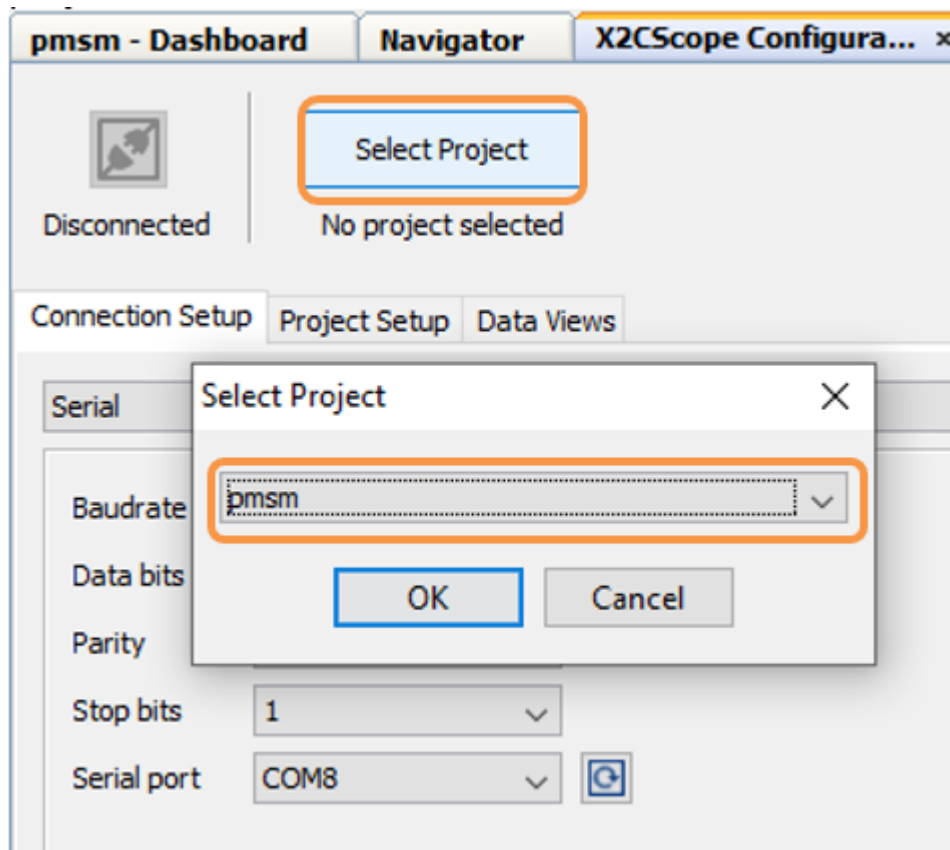 pmsm - Dashboard Navigator X2CScope Configura... ×
Select Project
Disconnected No project selected
Connection Setup Project Setup Data Views
Serial
Select Project
Baudrate
pmsm
Data bits
OK Cancel
Parity
Stop bits 1
Serial port COM8